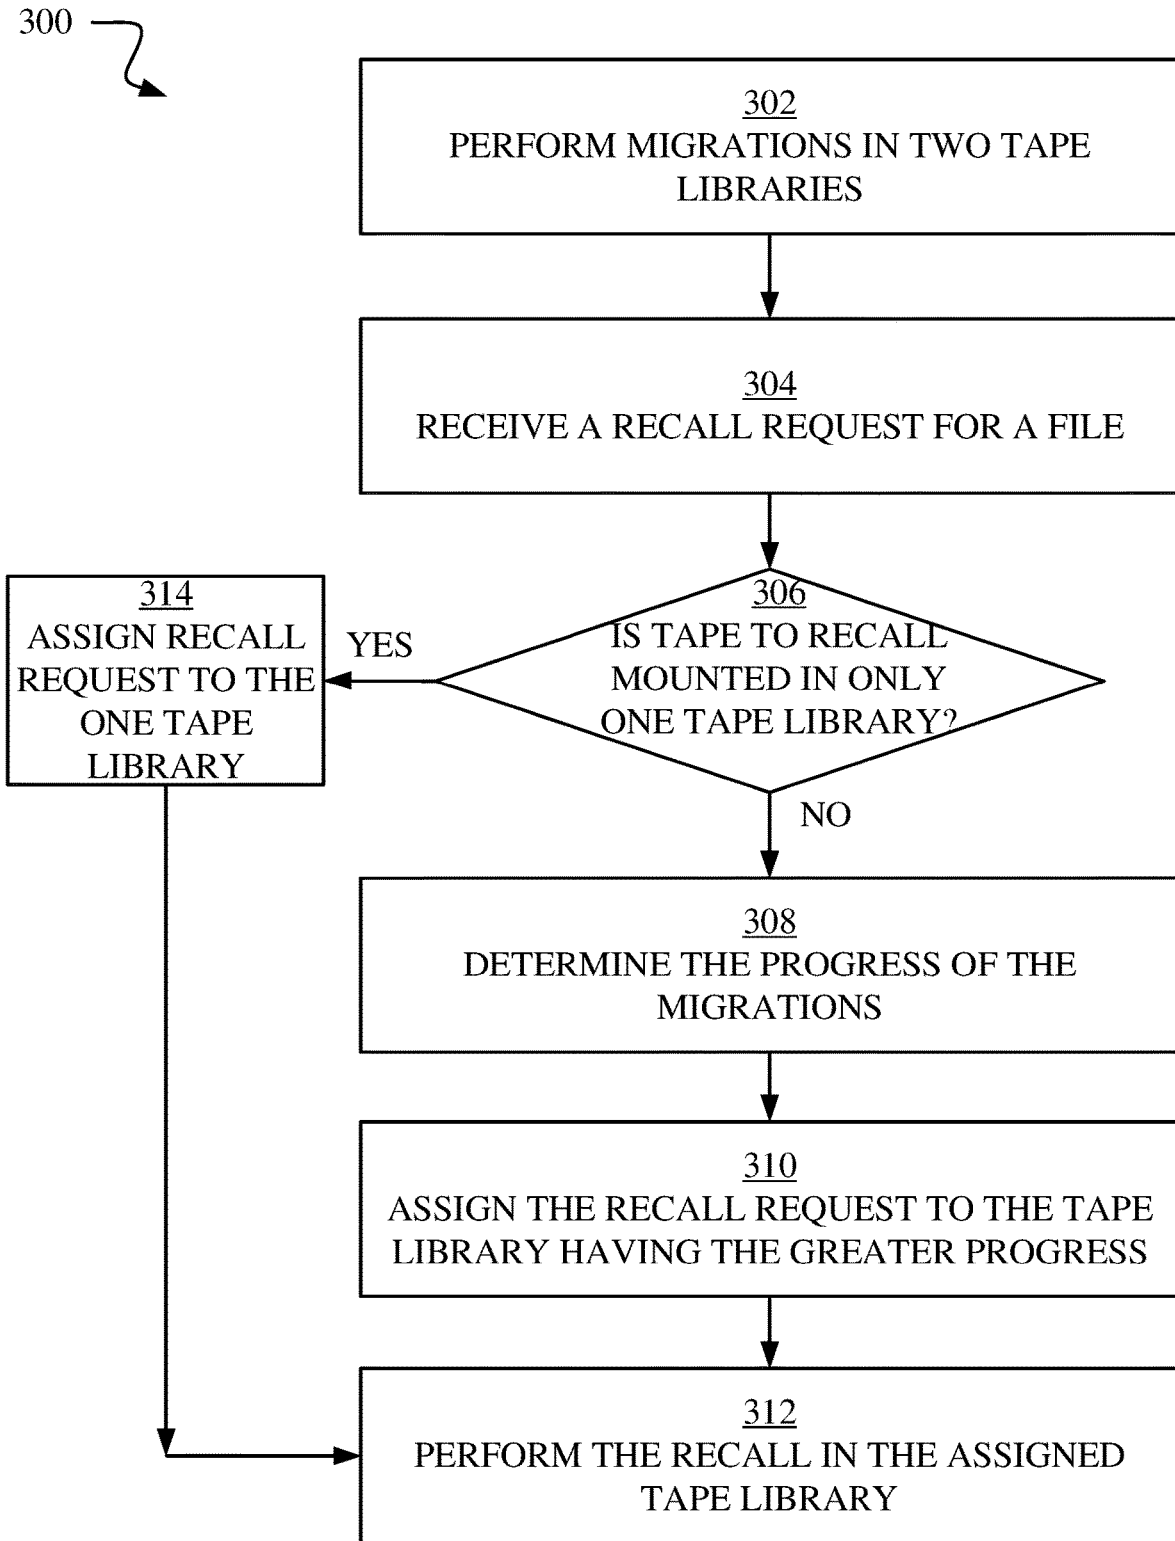 300
302
PERFORM MIGRATIONS IN TWO TAPE
LIBRARIES
304
RECEIVE A RECALL REQUEST FOR A FILE
306
IS TAPE TO RECALL
MOUNTED IN ONLY
ONE TAPE LIBRARY?
YES
314
ASSIGN RECALL
REQUEST TO THE
ONE TAPE
LIBRARY
NO
308
DETERMINE THE PROGRESS OF THE
MIGRATIONS
310
ASSIGN THE RECALL REQUEST TO THE TAPE
LIBRARY HAVING THE GREATER PROGRESS
312
PERFORM THE RECALL IN THE ASSIGNED
TAPE LIBRARY